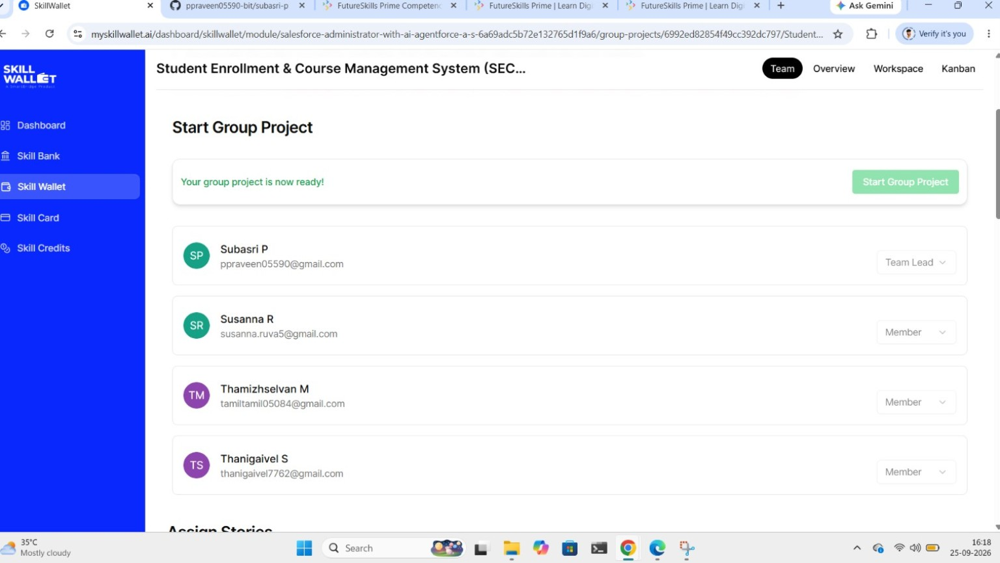 SkillWallet
ppraveen05590-bit/subasri-p
FutureSkills Prime Competenc
FutureSkills Prime | Learn Digi
FutureSkills Prime | Learn Digi
Ask Gemini
myskillwallet.ai/dashboard/skillwallet/module/salesforce-administrator-with-ai-agentforce-a-s-6a69adc5b72e132765d1f9a6/group-projects/6992ed82854f49cc392dc797/Student...
Verify it's you
SKILL
WALLET
A SmartBridge Product
Student Enrollment & Course Management System (SEC...
Team
Overview
Workspace
Kanban
Dashboard
Skill Bank
Skill Wallet
Skill Card
Skill Credits
Start Group Project
Your group project is now ready!
Start Group Project
SP
Subasri P
ppraveen05590@gmail.com
Team Lead
SR
Susanna R
susanna.ruva5@gmail.com
Member
TM
Thamizhselvan M
tamiltamil05084@gmail.com
Member
TS
Thanigaivel S
thanigaivel7762@gmail.com
Member
Assign Stories
35°C
Mostly cloudy
Search
16:18
25-09-2026